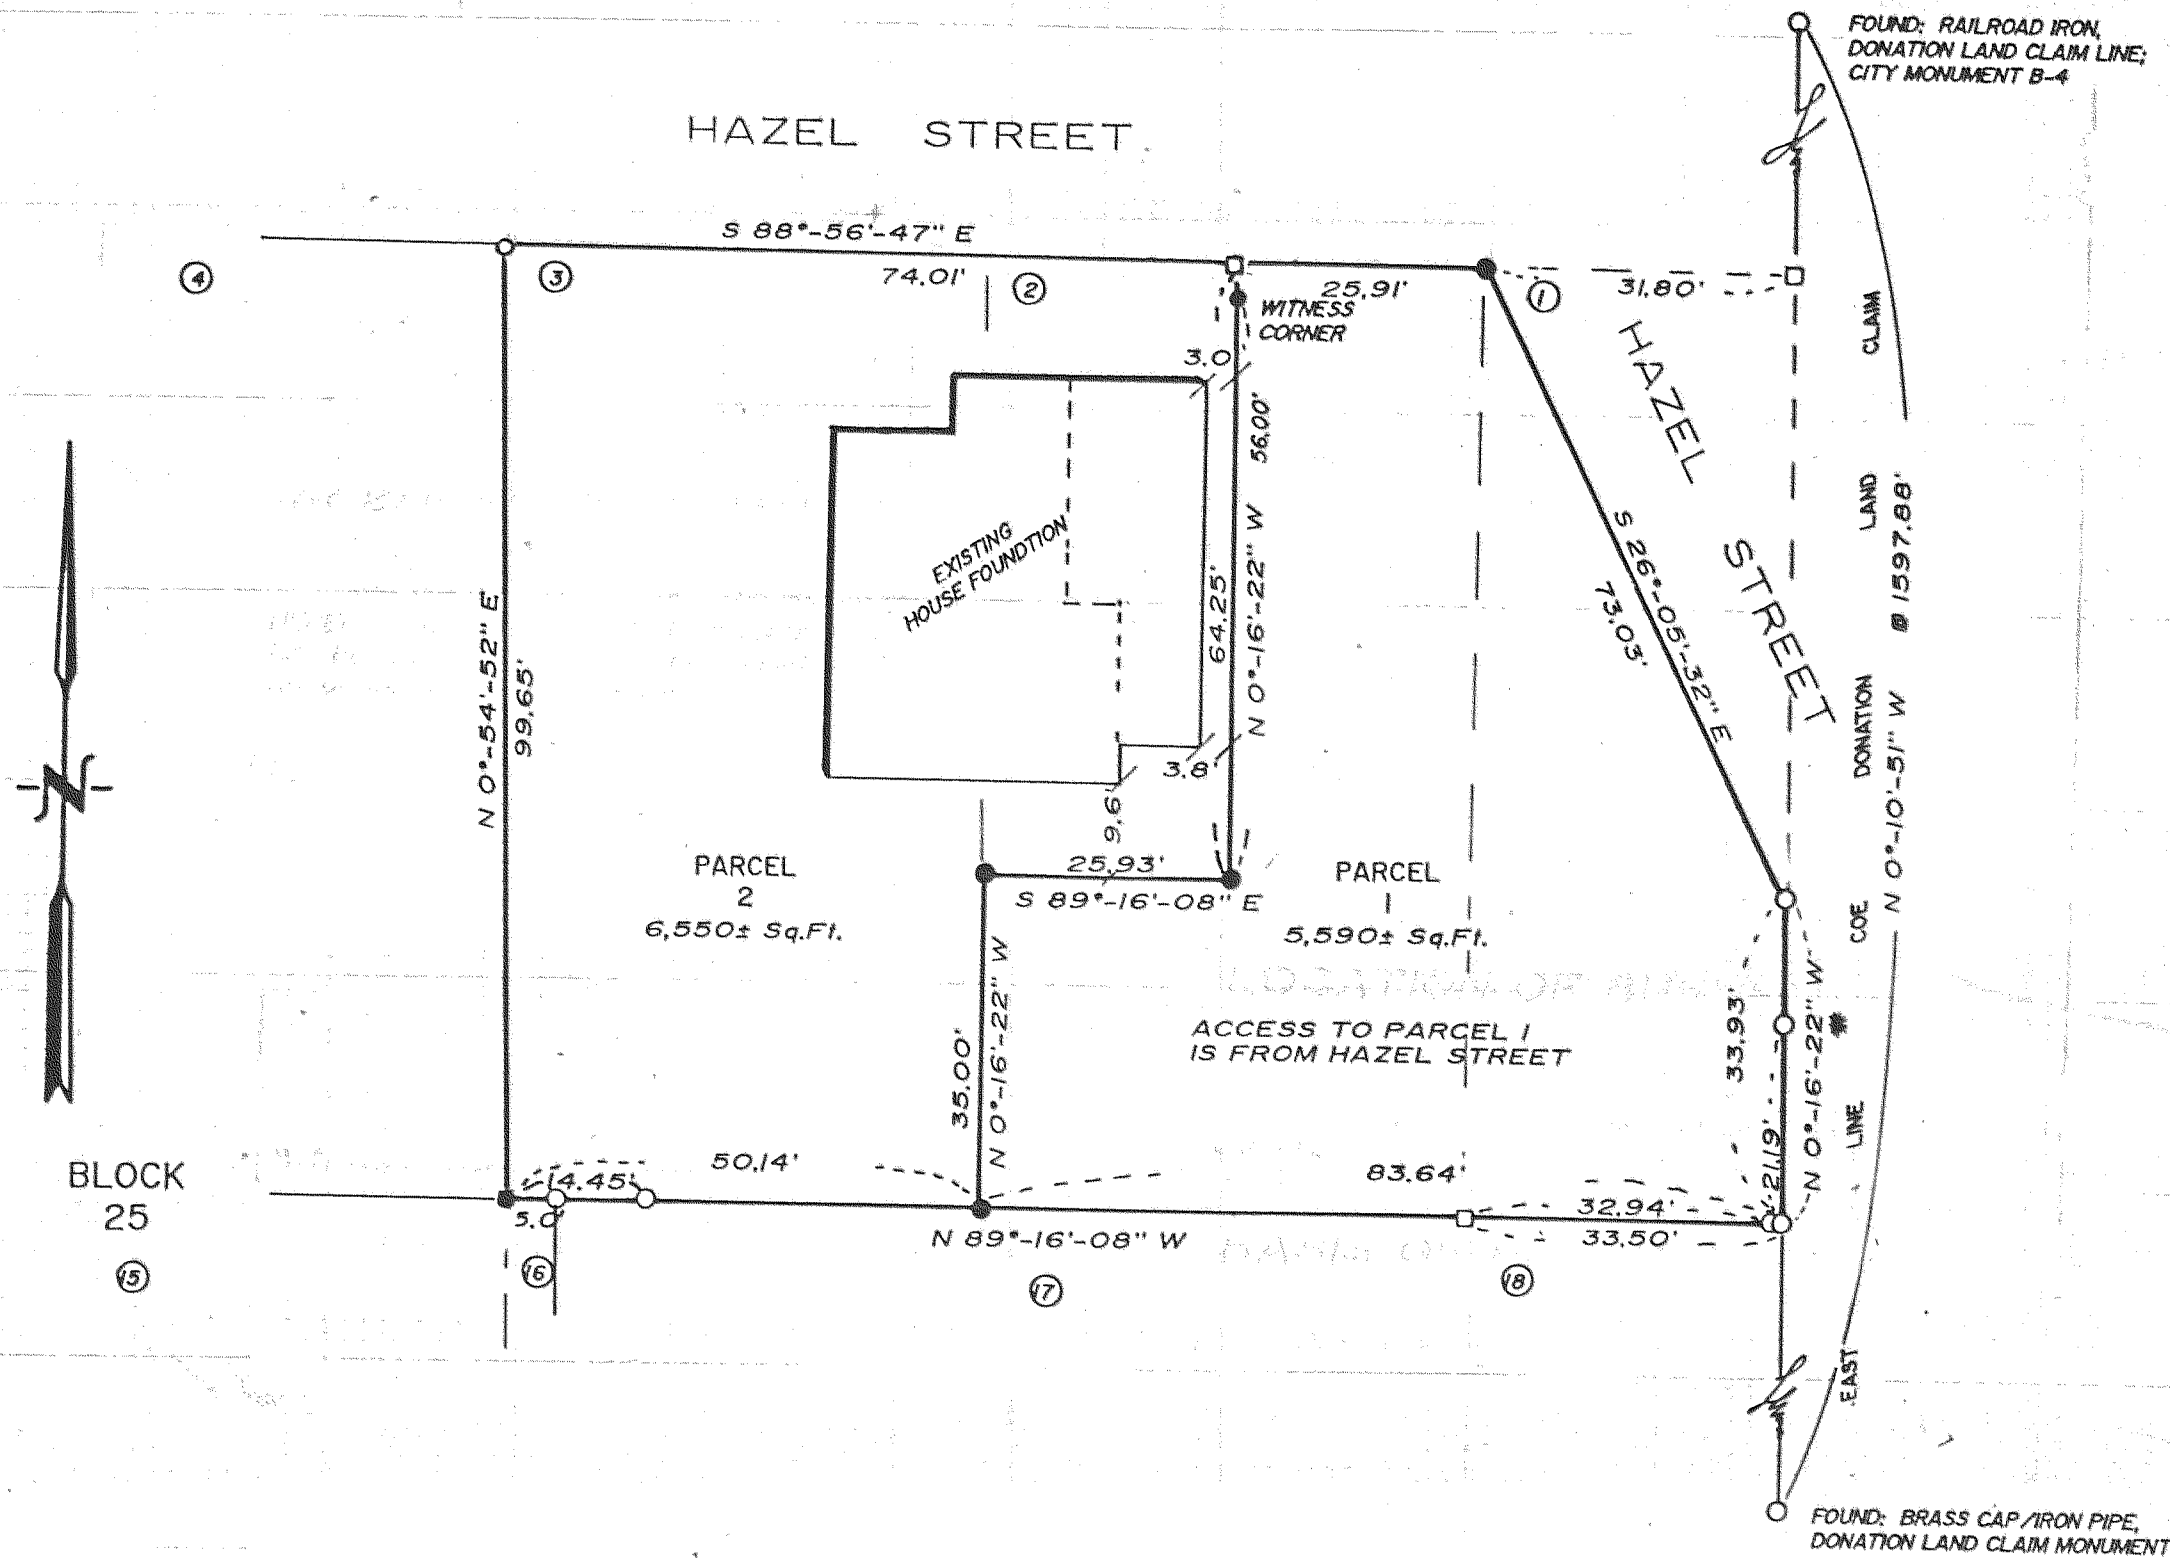 FOUND: RAILROAD IRON,
DONATION LAND CLAIM LINE;
CITY MONUMENT B-4
HAZEL STREET
S 88°-56'-47" E
74.01'
25.91'
31.80'
4
3
2
1
WITNESS
CORNER
3.0
56.00'
HAZEL STREET
CLAIM
LAND
DONATION
COE
LINE
EAST
N 0°-10'-51" W @ 1597.88'
EXISTING
HOUSE FOUNDTION
64.25'
N 0°-16'-22" W
S 26°-05'-32" E
73.03'
N 0°-54'-52" E
99.65'
3.8'
9.6'
PARCEL
2
6,550± Sq.Ft.
25.93'
S 89°-16'-08" E
PARCEL
1
5,590± Sq.Ft.
ACCESS TO PARCEL 1
IS FROM HAZEL STREET
35.00'
N 0°-16'-22" W
33.93'
21.19'
N 0°-16'-22" W
BLOCK
25
14.45'
50.14'
83.64'
5.0'
32.94'
33.50'
N 89°-16'-08" W
15
16
17
18
FOUND: BRASS CAP/IRON PIPE,
DONATION LAND CLAIM MONUMENT
N